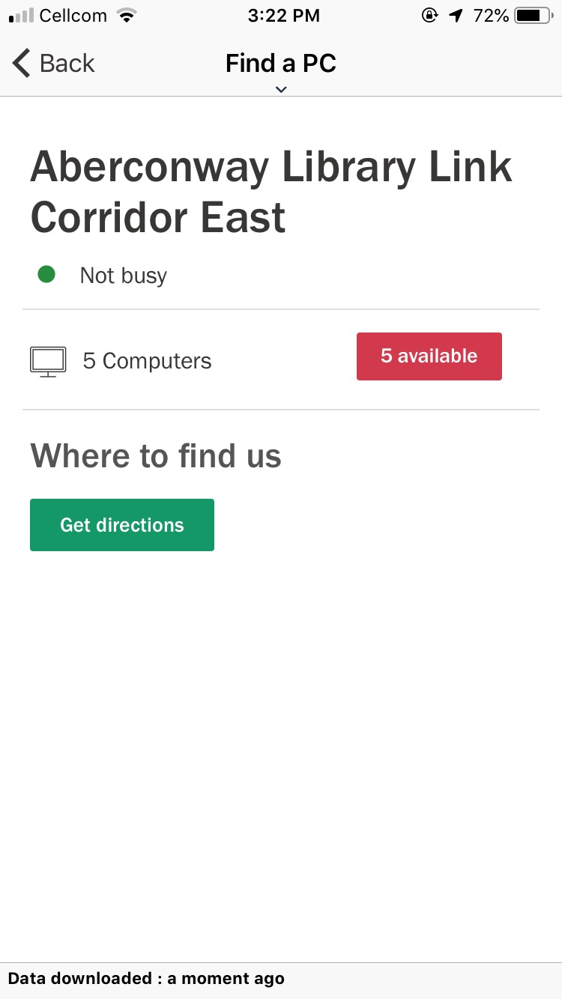 Cellcom 3:22 PM 72%
Back Find a PC
Aberconway Library Link
Corridor East
Not busy
5 Computers 5 available
Where to find us
Get directions
Data downloaded : a moment ago